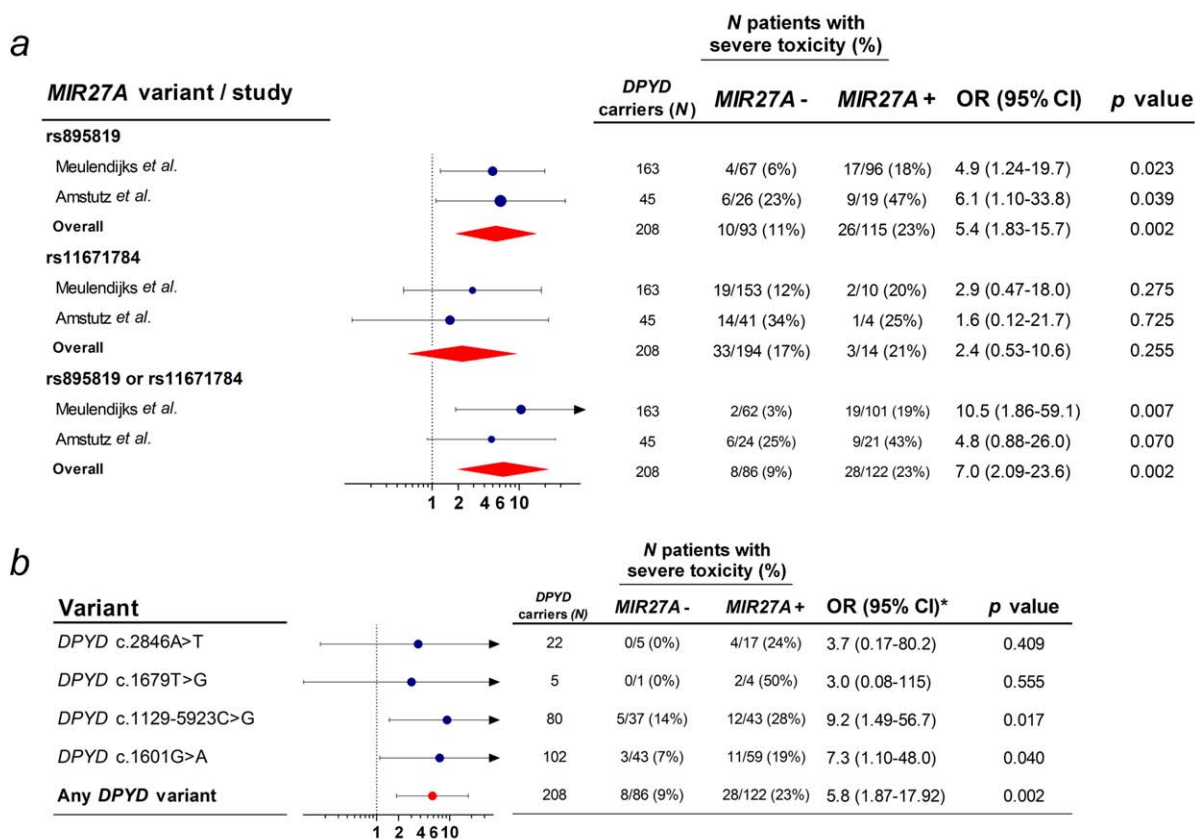 a
N patients with
severe toxicity (%)
MIR27A variant / study DPYD carriers (N) MIR27A - MIR27A + OR (95% CI) p value
rs895819
Meulendijks et al. 163 4/67 (6%) 17/96 (18%) 4.9 (1.24-19.7) 0.023
Amstutz et al. 45 6/26 (23%) 9/19 (47%) 6.1 (1.10-33.8) 0.039
Overall 208 10/93 (11%) 26/115 (23%) 5.4 (1.83-15.7) 0.002
rs11671784
Meulendijks et al. 163 19/153 (12%) 2/10 (20%) 2.9 (0.47-18.0) 0.275
Amstutz et al. 45 14/41 (34%) 1/4 (25%) 1.6 (0.12-21.7) 0.725
Overall 208 33/194 (17%) 3/14 (21%) 2.4 (0.53-10.6) 0.255
rs895819 or rs11671784
Meulendijks et al. 163 2/62 (3%) 19/101 (19%) 10.5 (1.86-59.1) 0.007
Amstutz et al. 45 6/24 (25%) 9/21 (43%) 4.8 (0.88-26.0) 0.070
Overall 208 8/86 (9%) 28/122 (23%) 7.0 (2.09-23.6) 0.002
1 2 4 6 10
b
N patients with
severe toxicity (%)
Variant DPYD carriers (N) MIR27A - MIR27A + OR (95% CI)* p value
DPYD c.2846A>T 22 0/5 (0%) 4/17 (24%) 3.7 (0.17-80.2) 0.409
DPYD c.1679T>G 5 0/1 (0%) 2/4 (50%) 3.0 (0.08-115) 0.555
DPYD c.1129-5923C>G 80 5/37 (14%) 12/43 (28%) 9.2 (1.49-56.7) 0.017
DPYD c.1601G>A 102 3/43 (7%) 11/59 (19%) 7.3 (1.10-48.0) 0.040
Any DPYD variant 208 8/86 (9%) 28/122 (23%) 5.8 (1.87-17.92) 0.002
1 2 4 6 10